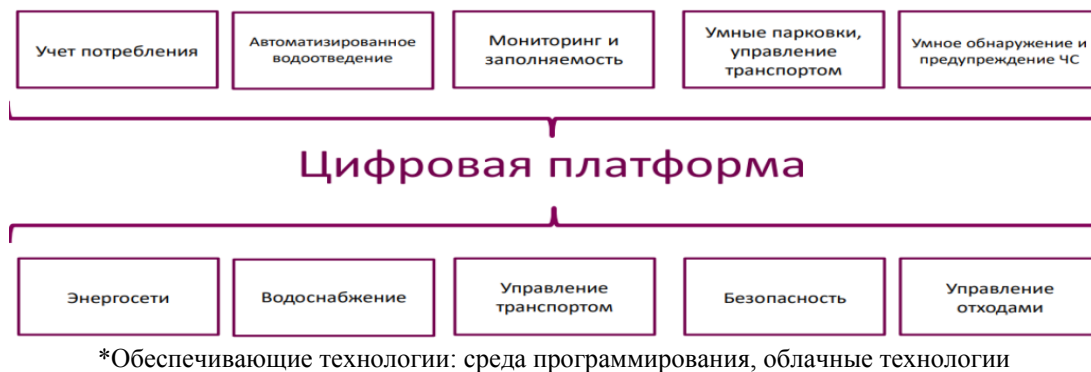 Учет потребления
Автоматизированное
водоотведение
Мониторинг и
заполняемость
Умные парковки,
управление
транспортом
Умное обнаружение и
предупреждение ЧС
Цифровая платформа
Энергосети
Водоснабжение
Управление
транспортом
Безопасность
Управление
отходами
*Обеспечивающие технологии: среда программирования, облачные технологии